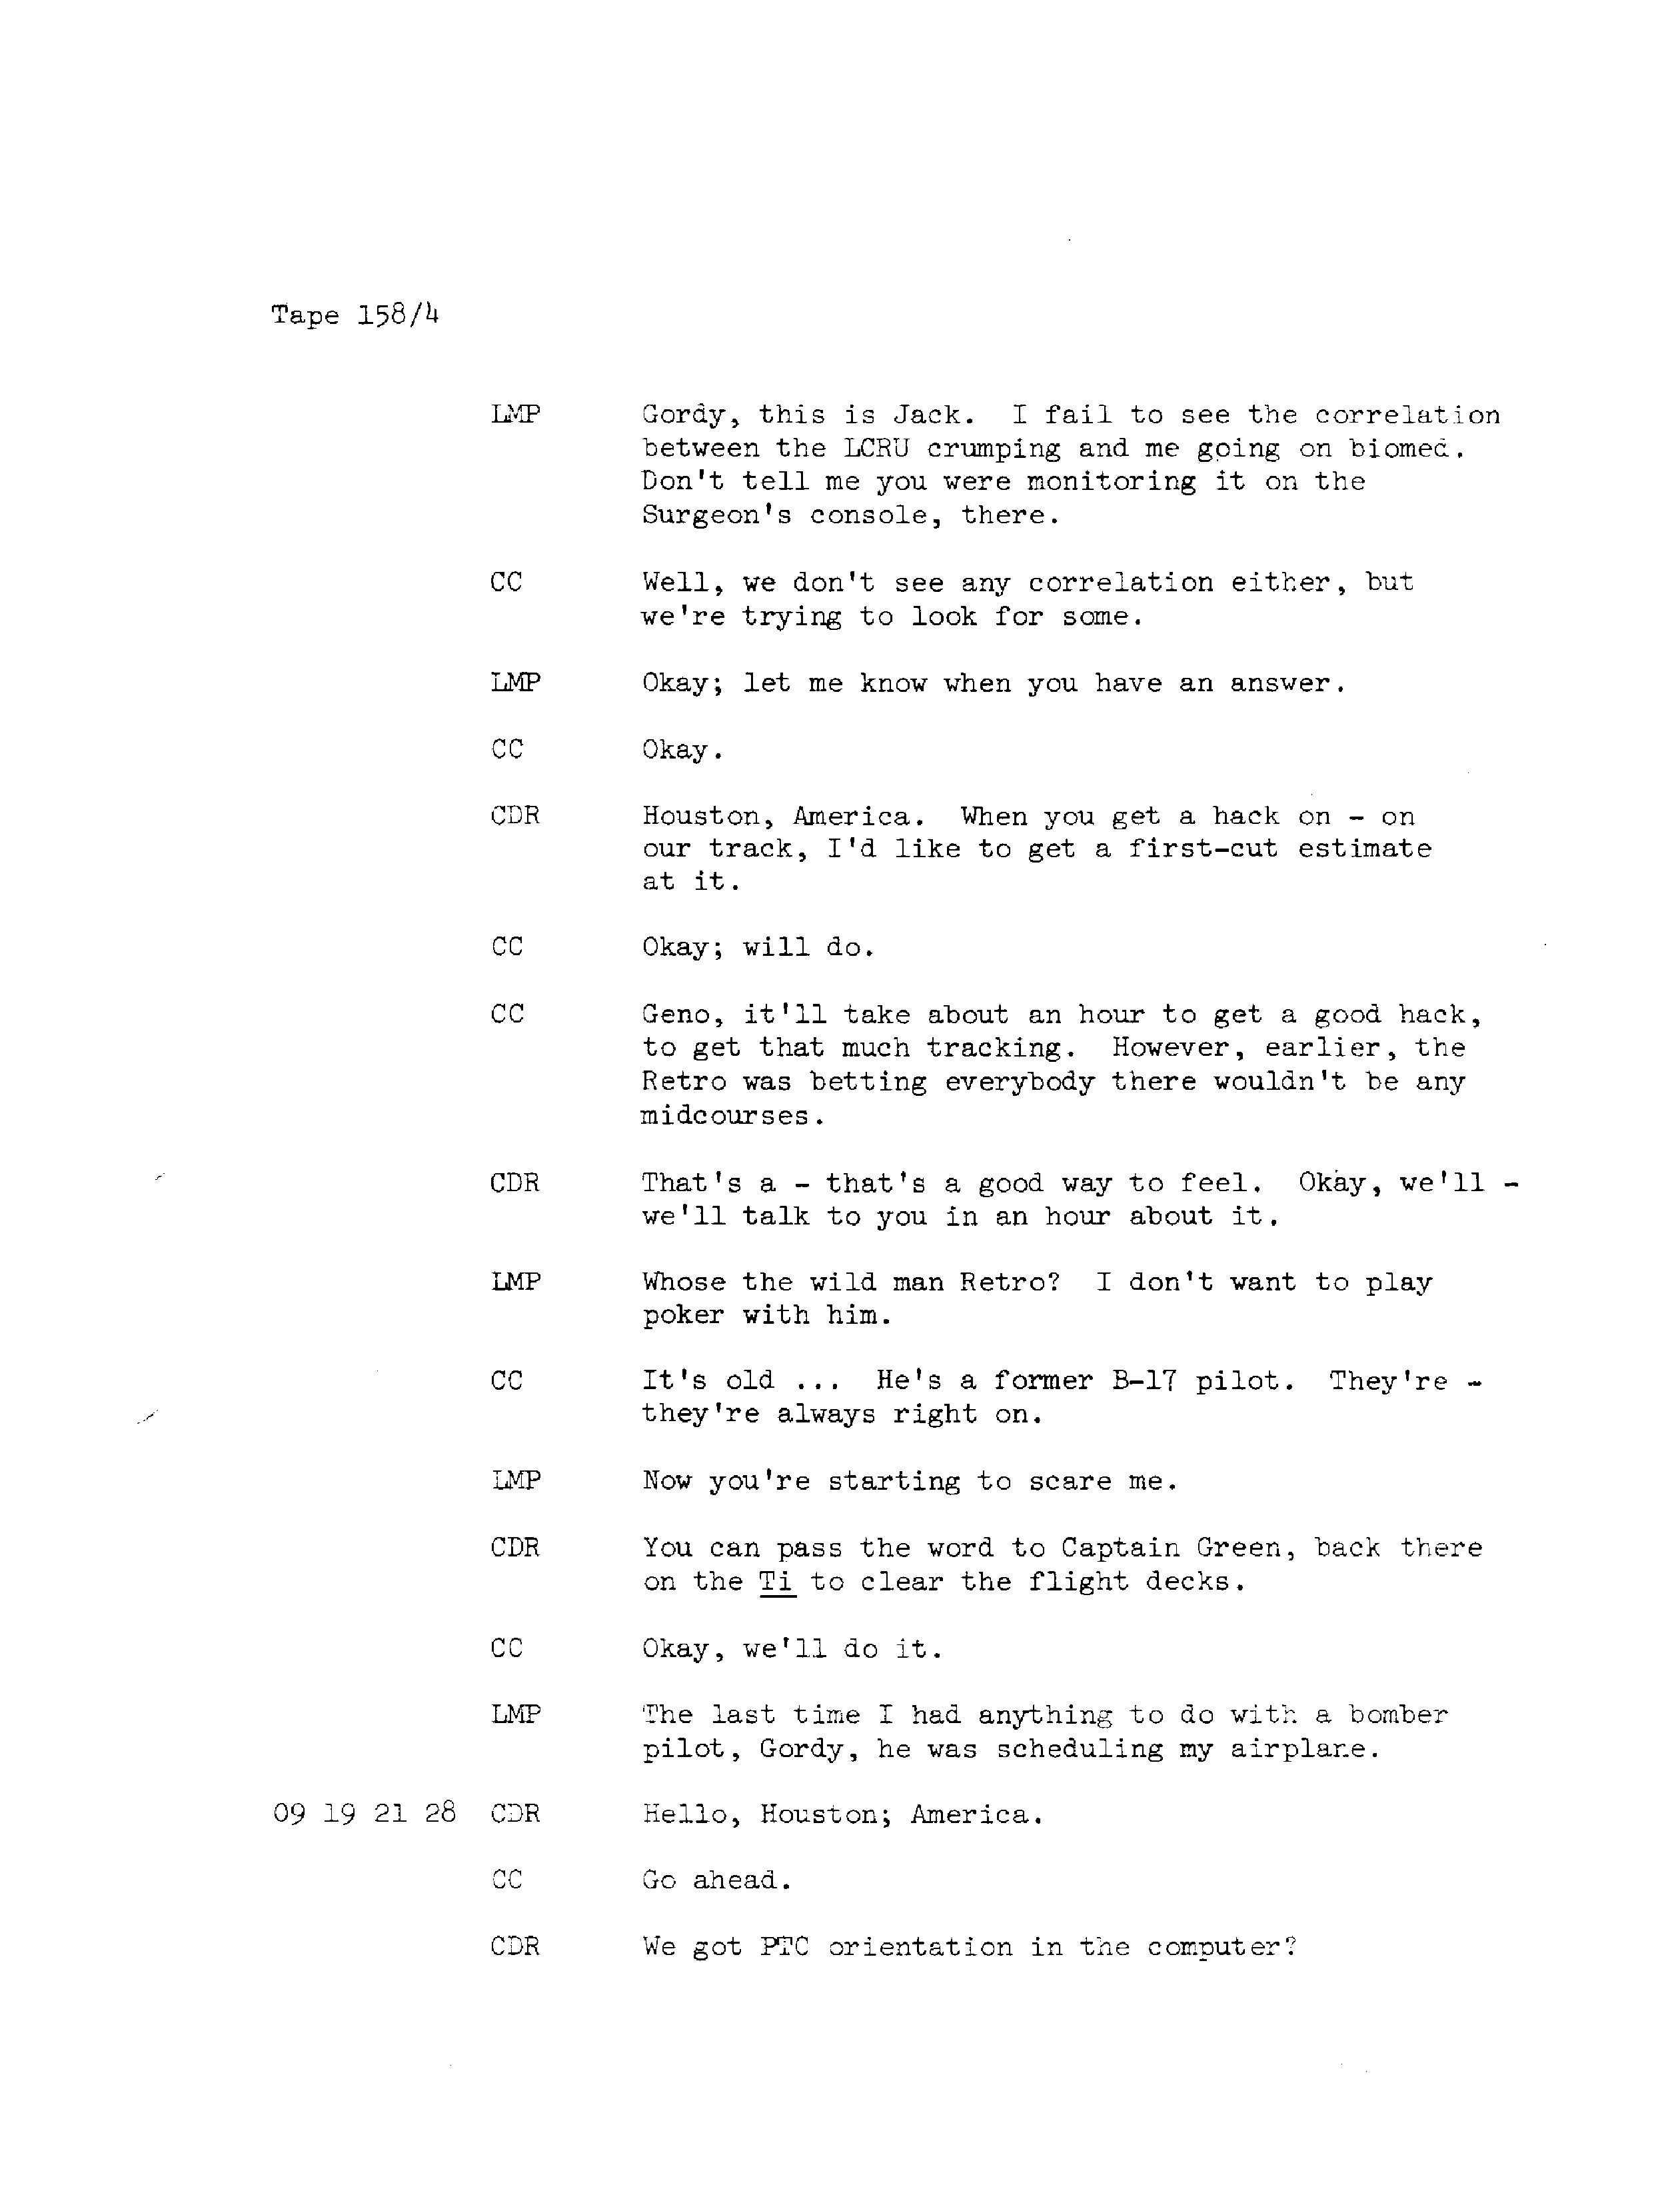 Tape 158/4
LMP Gordy, this is Jack. I fail to see the correlation
between the LCRU crumping and me going on biomed.
Don't tell me you were monitoring it on the
Surgeon's console, there.
CC Well, we don't see any correlation either, but
we're trying to look for some.
LMP Okay; let me know when you have an answer.
CC Okay.
CDR Houston, America. When you get a hack on - on
our track, I'd like to get a first-cut estimate
at it.
CC Okay; will do.
CC Geno, it'll take about an hour to get a good hack,
to get that much tracking. However, earlier, the
Retro was betting everybody there wouldn't be any
midcourses.
CDR That's a - that's a good way to feel. Okay, we'll -
we'll talk to you in an hour about it.
LMP Whose the wild man Retro? I don't want to play
poker with him.
CC It's old ... He's a former B-17 pilot. They're -
they're always right on.
LMP Now you're starting to scare me.
CDR You can pass the word to Captain Green, back there
on the Ti to clear the flight decks.
CC Okay, we'll do it.
LMP The last time I had anything to do with a bomber
pilot, Gordy, he was scheduling my airplane.
09 19 21 28 CDR Hello, Houston; America.
CC Go ahead.
CDR We got PTC orientation in the computer?